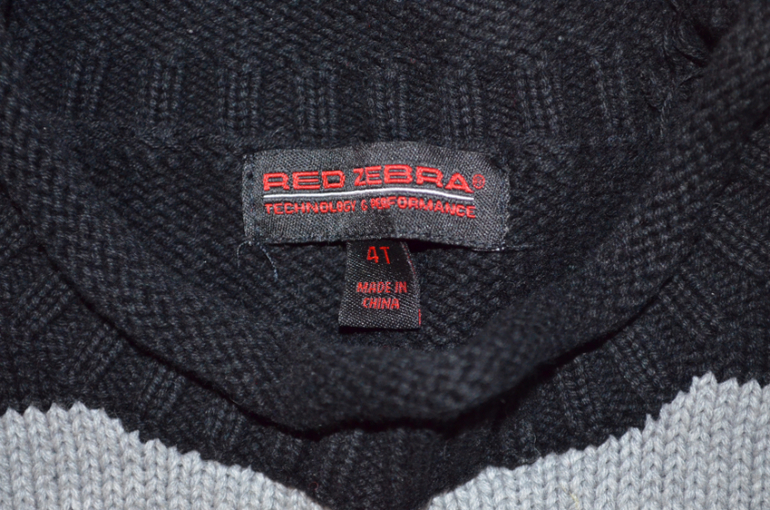 RED ZEBRA®
TECHNOLOGY & PERFORMANCE
4T
MADE IN
CHINA